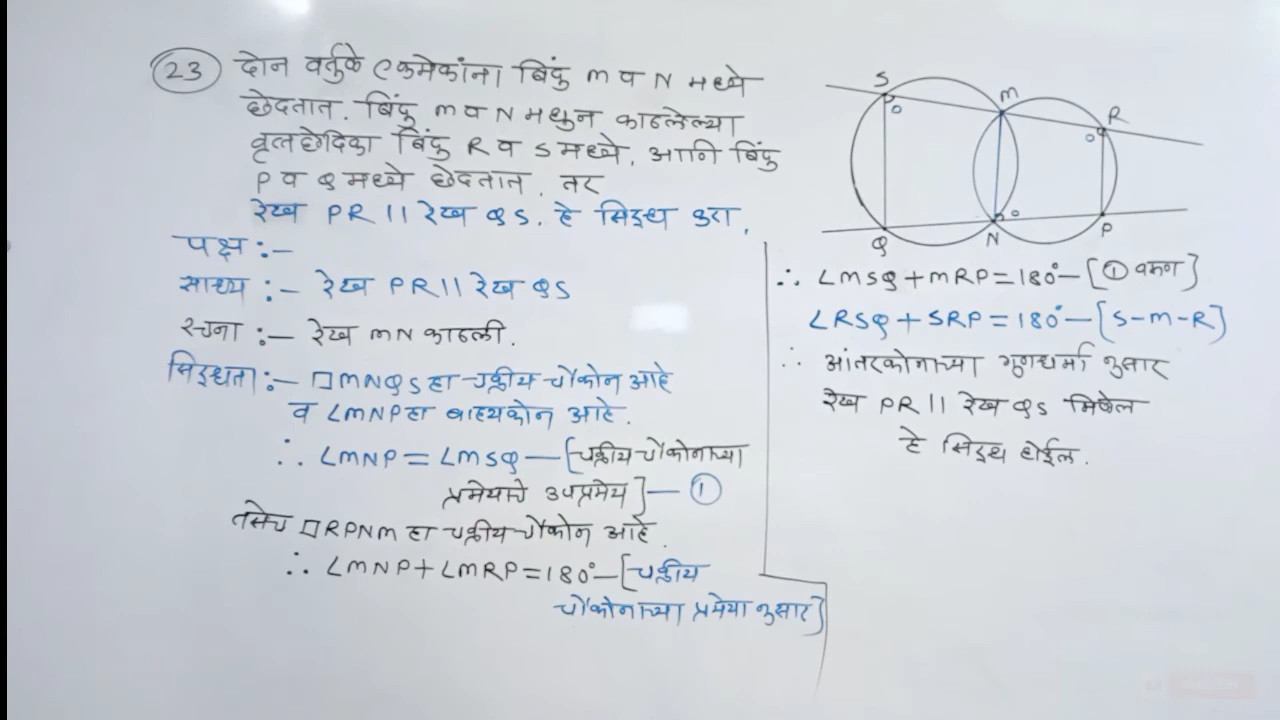 23 दोन वर्तुळे एकमेकांना बिंदु M व N मध्ये
छेदतात. बिंदु M व N मधुन काढलेल्या
वृत्तछेदिका बिंदु R व S मध्ये, आनि बिंदु
P व Q मध्ये छेदतात, तर
रेख PR || रेख QS. हे सिद्ध करा.
पक्ष :-
साध्य :- रेख PR || रेख QS
रचना :- रेख MN काढली.
सिद्धता :- □MNQS हा चक्रीय चौकोन आहे
व ∠MNP हा बाह्यकोन आहे.
∴ ∠MNP = ∠MSQ — [चक्रीय चौकोनाच्या
प्रमेयाचे उपप्रमेय] — ①
तसेच □RPNM हा चक्रीय चौकोन आहे.
∴ ∠MNP + ∠MRP = 180° — [चक्रीय
चौकोनाच्या प्रमेया नुसार]
S M R
Q N P
∴ ∠MSQ + MRP = 180° — [① वरून]
∠RSQ + SRP = 180° — [S-M-R]
∴ आंतरकोनाच्या गुणधर्मा नुसार
रेख PR || रेख QS मिळेल
हे सिद्ध होईल.